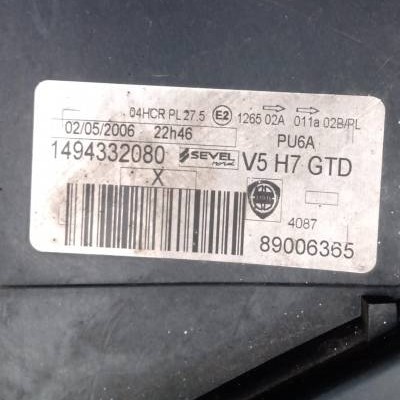 04HCR PL 27.5 E2 1265 02A 011a 02B/PL
02/05/2006 22h46 PU6A
1494332080 SEVEL V5 H7 GTD
X
4087
89006365